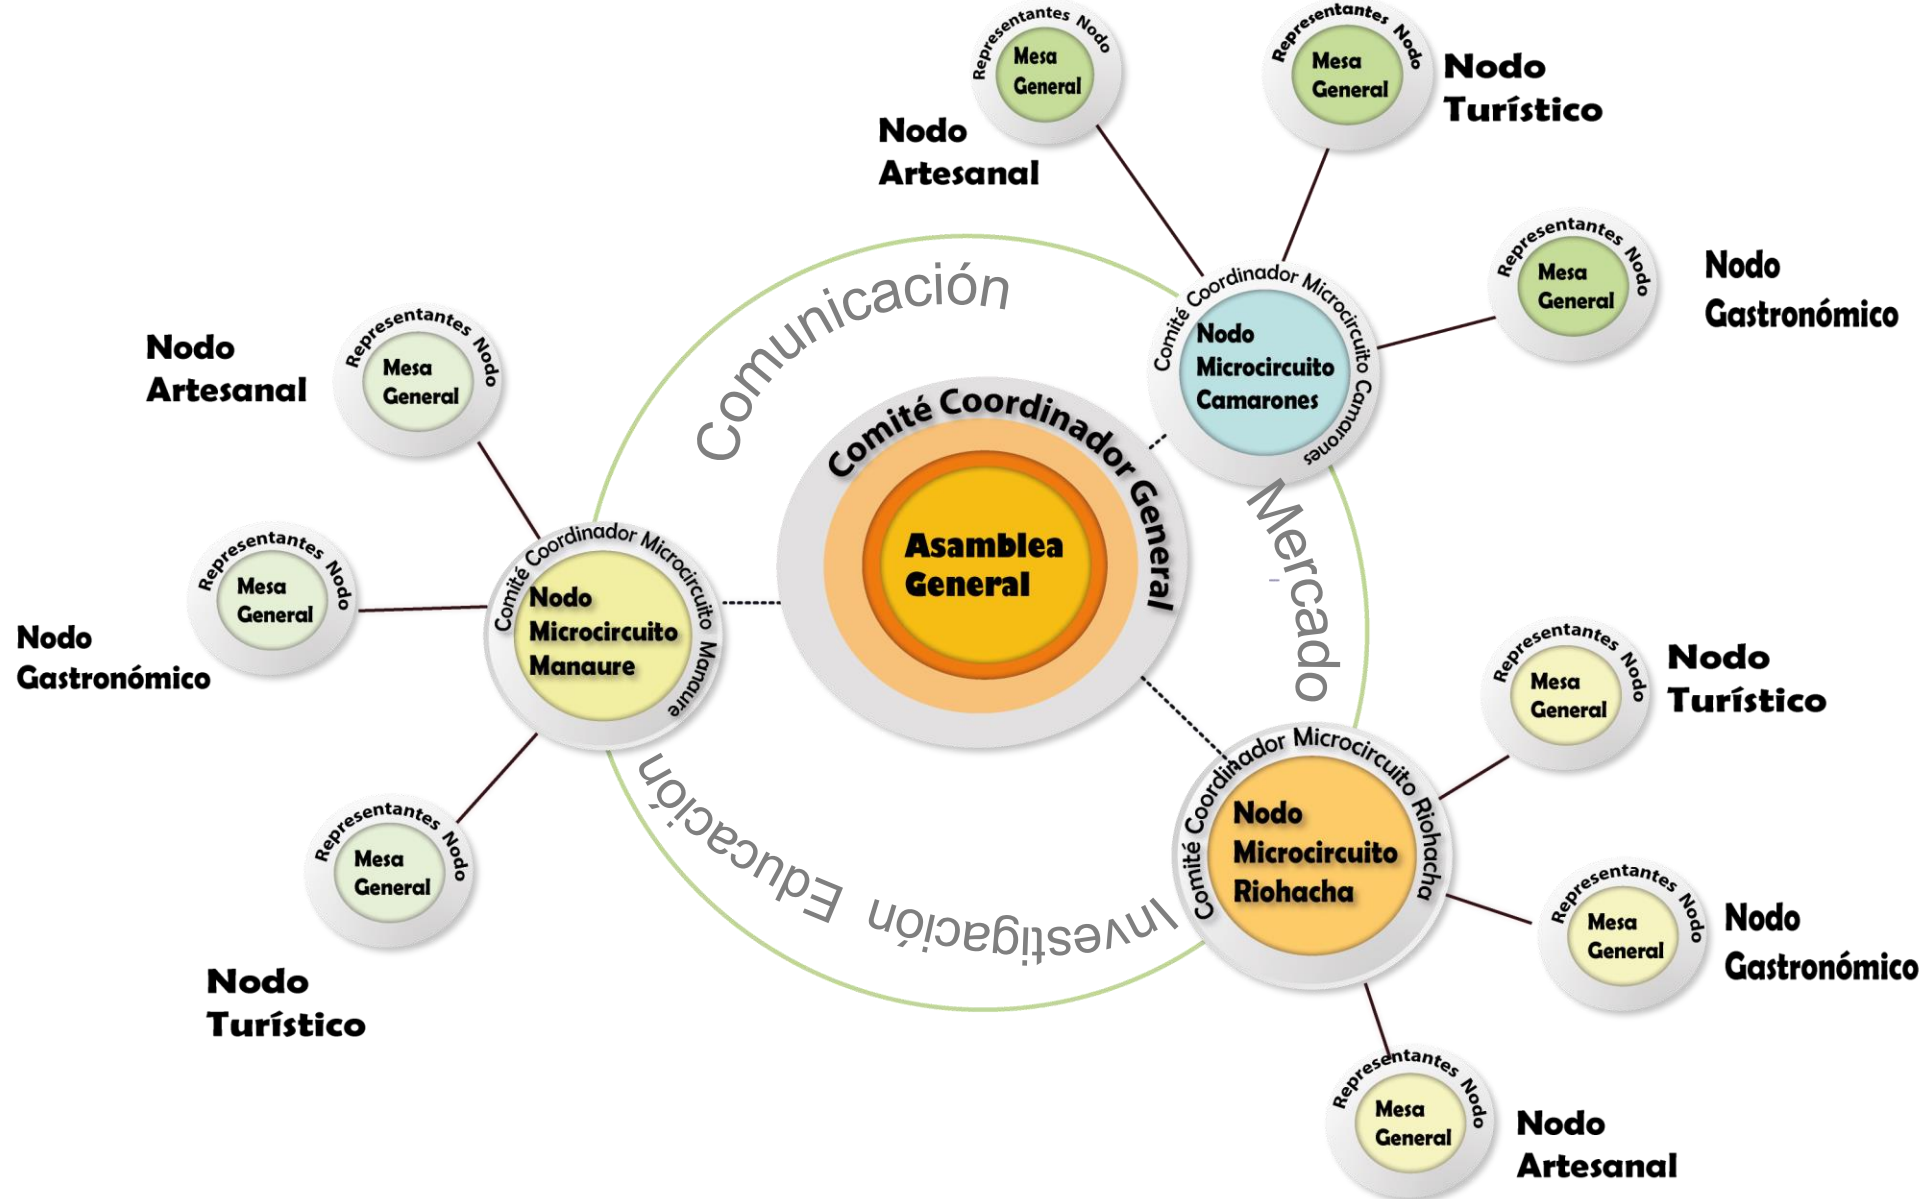 Representantes Nodo
Mesa
General
Nodo
Artesanal
Representantes Nodo
Mesa
General
Nodo
Turístico
Representantes Nodo
Mesa
General
Nodo
Gastronómico
Comité Coordinador Microcircuito Camarones
Nodo
Microcircuito
Camarones
Comunicación
Mercado
Investigación
Educación
Comité Coordinador General
Asamblea
General
Nodo
Artesanal
Representantes Nodo
Mesa
General
Representantes Nodo
Mesa
General
Nodo
Gastronómico
Comité Coordinador Microcircuito Manaure
Nodo
Microcircuito
Manaure
Representantes Nodo
Mesa
General
Nodo
Turístico
Comité Coordinador Microcircuito Riohacha
Nodo
Microcircuito
Riohacha
Representantes Nodo
Mesa
General
Nodo
Turístico
Representantes Nodo
Mesa
General
Nodo
Gastronómico
Representantes Nodo
Mesa
General
Nodo
Artesanal